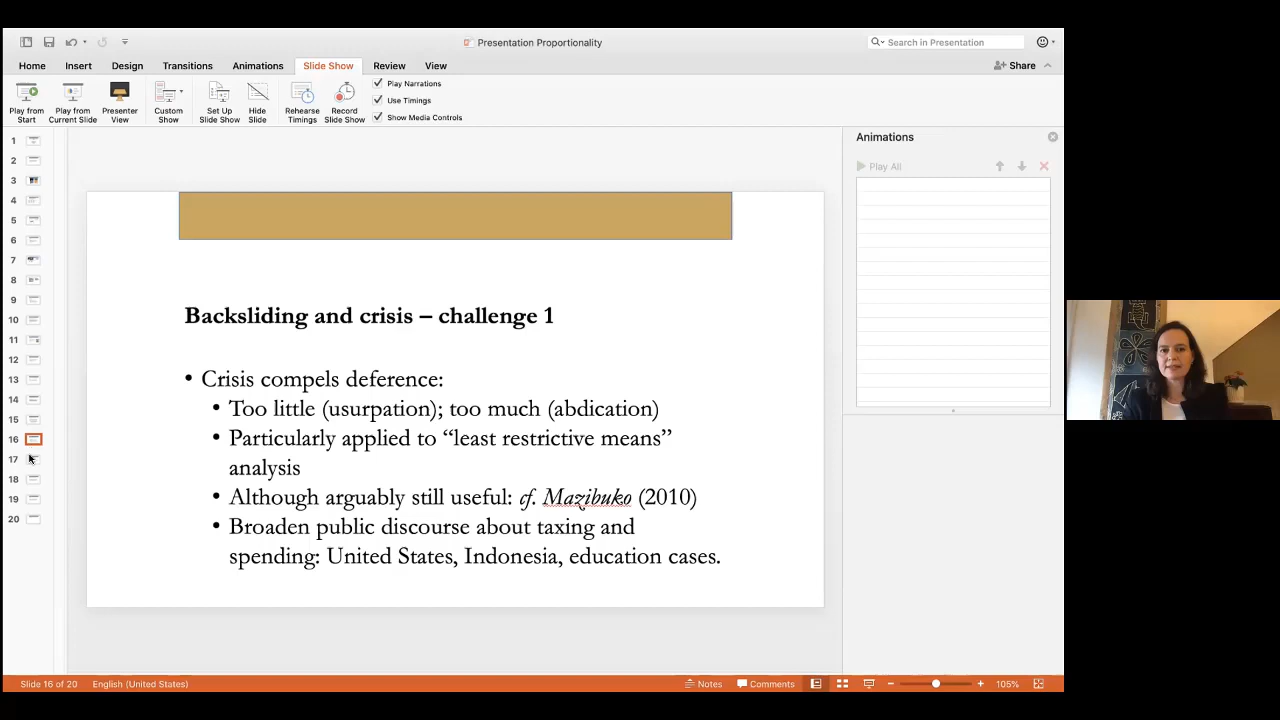 Presentation Proportionality
Search in Presentation
Home Insert Design Transitions Animations Slide Show Review View
Share
Play from Start
Play from Current Slide
Presenter View
Custom Show
Set Up Slide Show
Hide Slide
Rehearse Timings
Record Slide Show
Play Narrations
Use Timings
Show Media Controls
1
2
3
4
5
6
7
8
9
10
11
12
13
14
15
16
17
18
19
20
Backsliding and crisis – challenge 1
• Crisis compels deference:
• Too little (usurpation); too much (abdication)
• Particularly applied to “least restrictive means”
analysis
• Although arguably still useful: cf. Mazibuko (2010)
• Broaden public discourse about taxing and
spending: United States, Indonesia, education cases.
Animations
Play All
Slide 16 of 20 English (United States) Notes Comments 105%